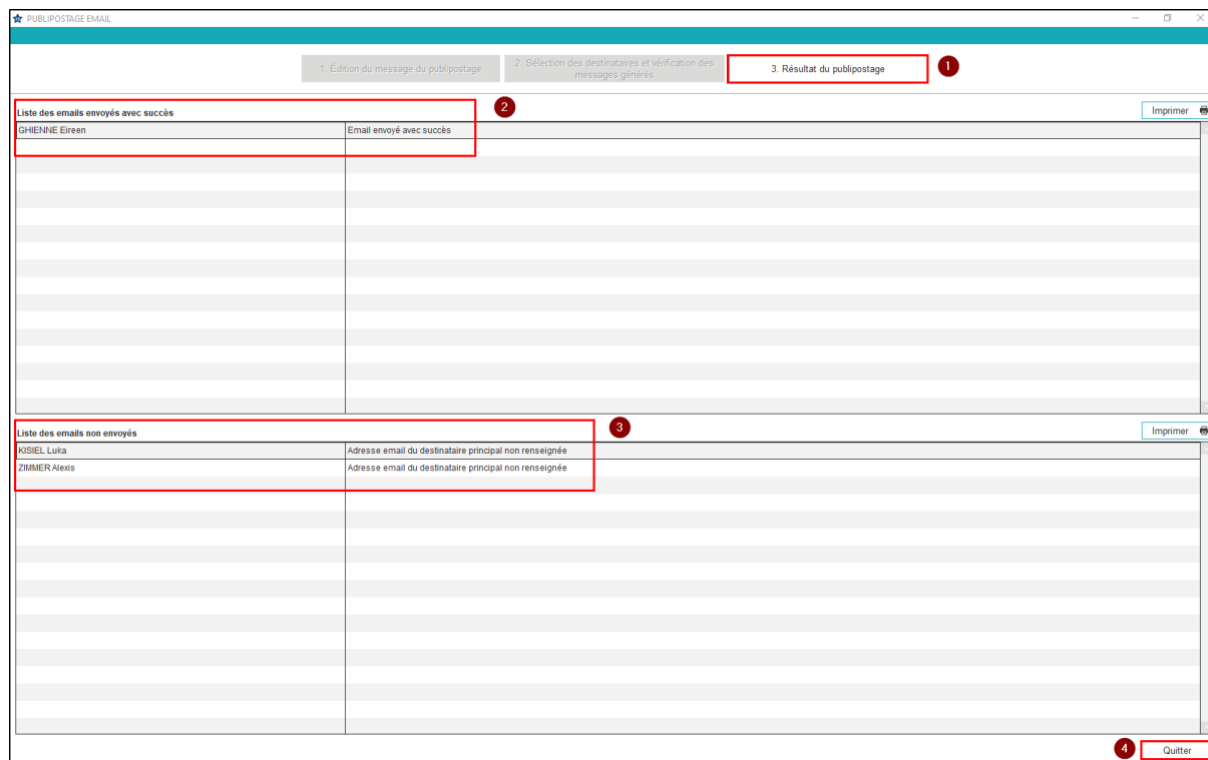 PUBLIPOSTAGE EMAIL
1. Édition du message du publipostage
2. Sélection des destinataires et vérification des
messages générés
3. Résultat du publipostage
1
2
Liste des emails envoyés avec succès
Imprimer
GHIENNE Eireen Email envoyé avec succès
3
Liste des emails non envoyés
Imprimer
KISIEL Luka Adresse email du destinataire principal non renseignée
ZIMMER Alexis Adresse email du destinataire principal non renseignée
4
Quitter